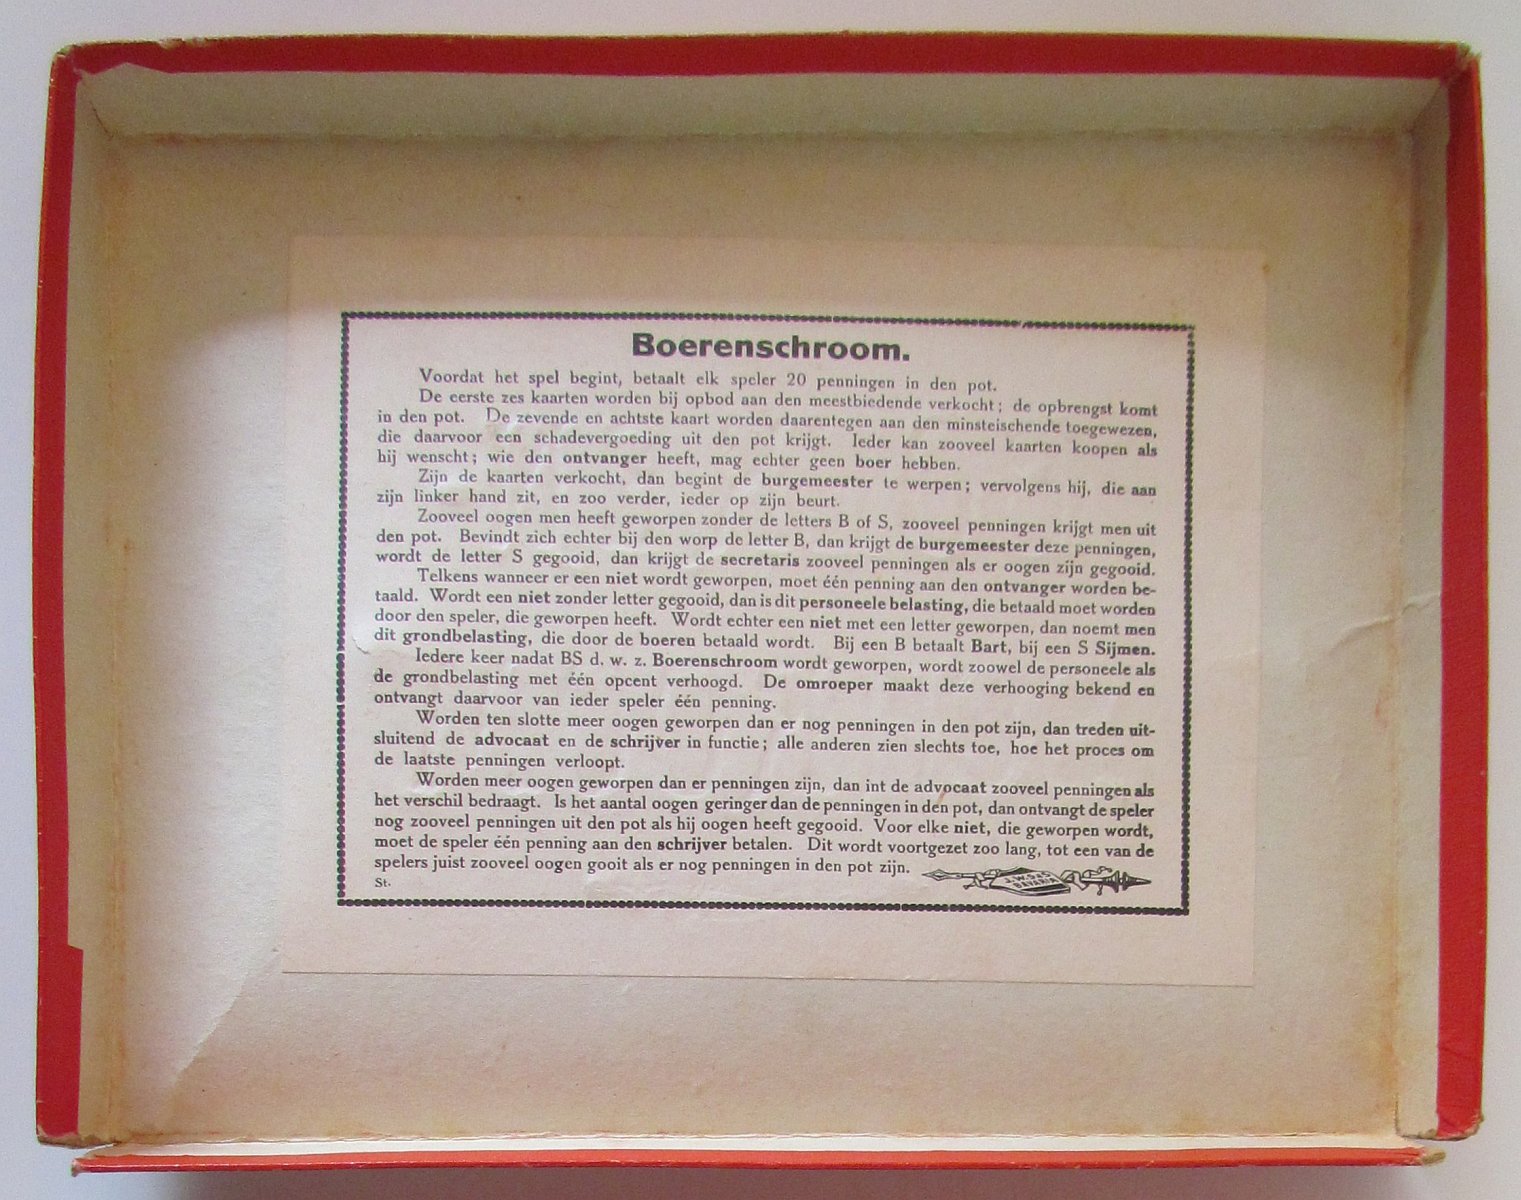 Boerenschroom.
Voordat het spel begint, betaalt elk speler 20 penningen in den pot.
De eerste zes kaarten worden bij opbod aan den meestbiedende verkocht; de opbrengst komt
in den pot. De zevende en achtste kaart worden daarentegen aan den minsteischende toegewezen,
die daarvoor een schadevergoeding uit den pot krijgt. Ieder kan zooveel kaarten koopen als
hij wenscht; wie den ontvanger heeft, mag echter geen boer hebben.
Zijn de kaarten verkocht, dan begint de burgemeester te werpen; vervolgens hij, die aan
zijn linker hand zit, en zoo verder, ieder op zijn beurt.
Zooveel oogen men heeft geworpen zonder de letters B of S, zooveel penningen krijgt men uit
den pot. Bevindt zich echter bij den worp de letter B, dan krijgt de burgemeester deze penningen,
wordt de letter S gegooid, dan krijgt de secretaris zooveel penningen als er oogen zijn gegooid.
Telkens wanneer er een niet wordt geworpen, moet één penning aan den ontvanger worden be-
taald. Wordt een niet zonder letter gegooid, dan is dit personeele belasting, die betaald moet worden
door den speler, die geworpen heeft. Wordt echter een niet met een letter geworpen, dan noemt men
dit grondbelasting, die door de boeren betaald wordt. Bij een B betaalt Bart, bij een S Sijmen.
Iedere keer nadat BS d. w. z. Boerenschroom wordt geworpen, wordt zoowel de personeele als
de grondbelasting met één opcent verhoogd. De omroeper maakt deze verhooging bekend en
ontvangt daarvoor van ieder speler één penning.
Worden ten slotte meer oogen geworpen dan er nog penningen in den pot zijn, dan treden uit-
sluitend de advocaat en de schrijver in functie; alle anderen zien slechts toe, hoe het proces om
de laatste penningen verloopt.
Worden meer oogen geworpen dan er penningen zijn, dan int de advocaat zooveel penningen als
het verschil bedraagt. Is het aantal oogen geringer dan de penningen in den pot, dan ontvangt de speler
nog zooveel penningen uit den pot als hij oogen heeft gegooid. Voor elke niet, die geworpen wordt,
moet de speler één penning aan den schrijver betalen. Dit wordt voortgezet zoo lang, tot een van de
spelers juist zooveel oogen gooit als er nog penningen in den pot zijn.
St.
BAVARIA